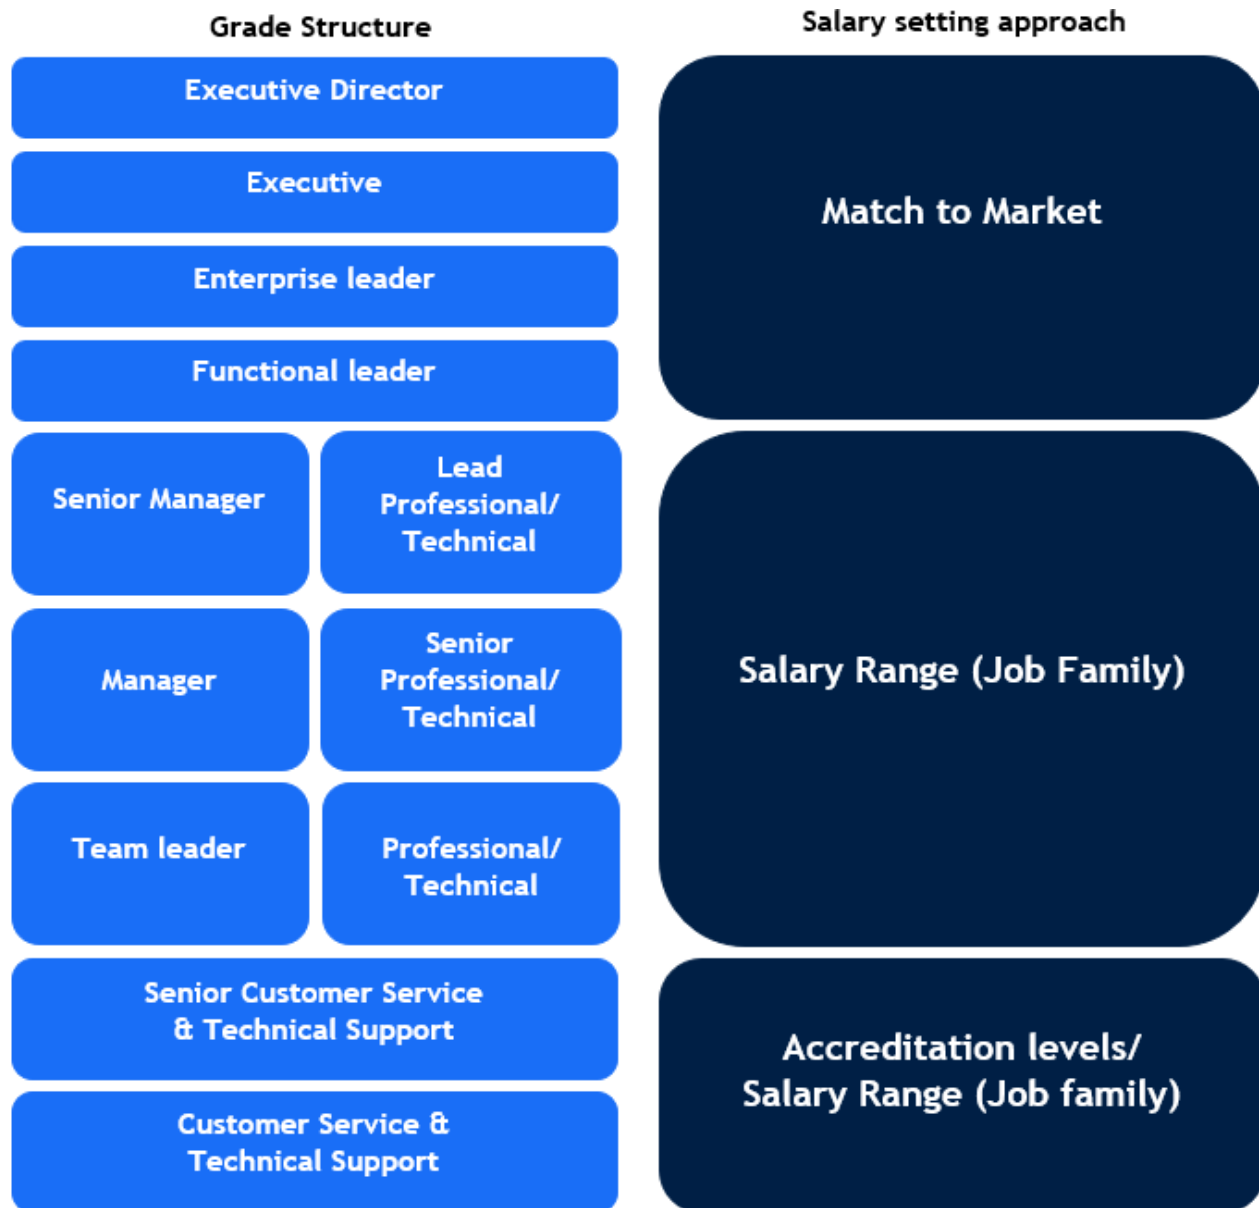 Grade Structure
Salary setting approach
Executive Director
Executive
Enterprise leader
Functional leader
Match to Market
Senior Manager
Lead
Professional/
Technical
Manager
Senior
Professional/
Technical
Team leader
Professional/
Technical
Salary Range (Job Family)
Senior Customer Service
& Technical Support
Customer Service &
Technical Support
Accreditation levels/
Salary Range (Job family)